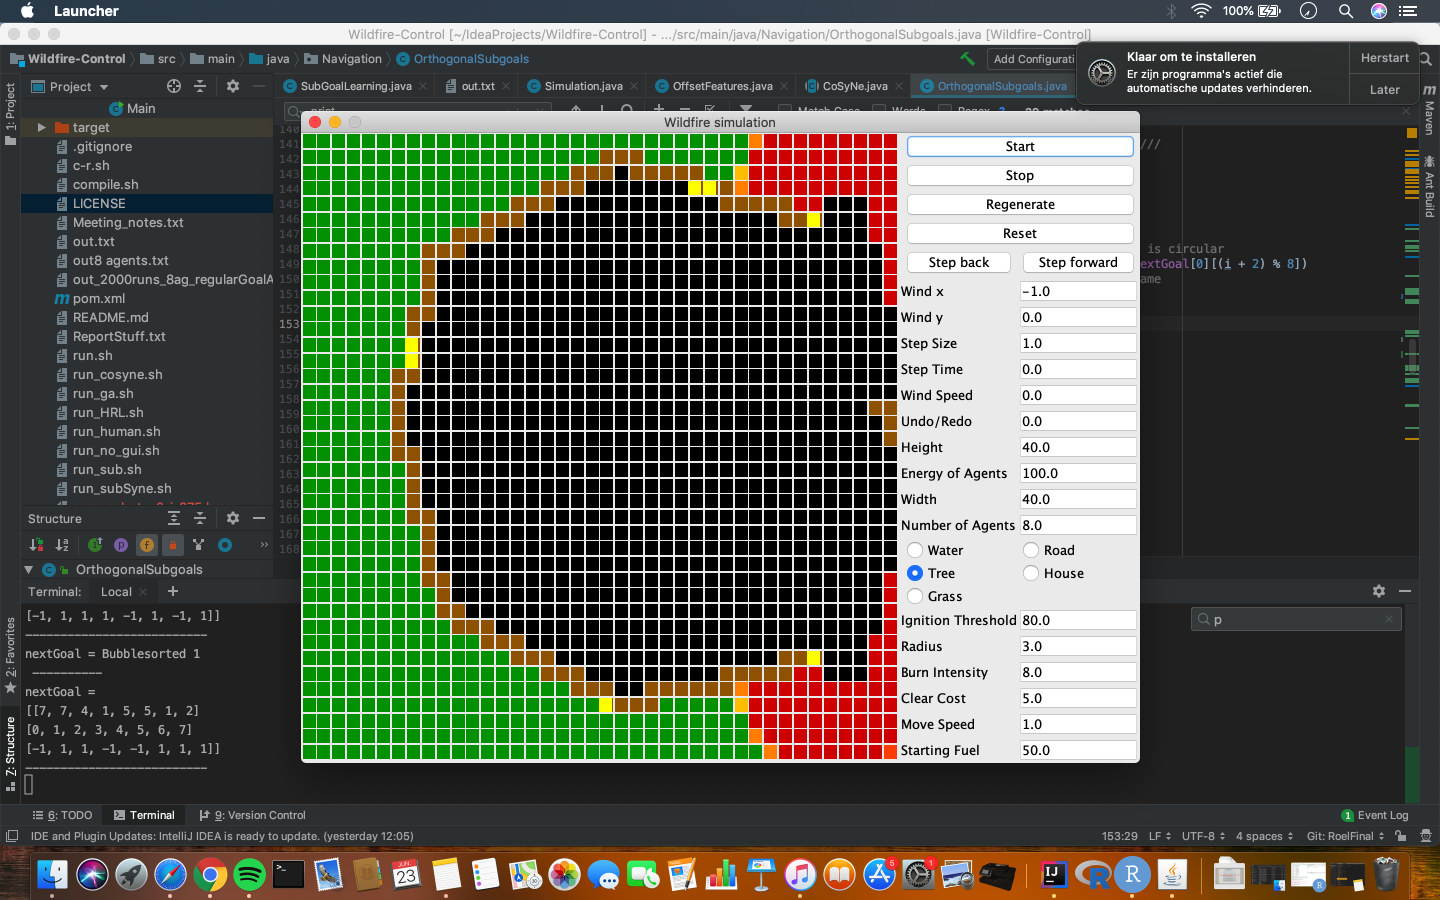 Launcher
100%
Wildfire-Control [~/IdeaProjects/Wildfire-Control] - .../src/main/java/Navigation/OrthogonalSubgoals.java [Wildfire-Control]
Wildfire-Control
src
main
java
Navigation
OrthogonalSubgoals
Add Configurati
Klaar om te installeren
Er zijn programma's actief die
automatische updates verhinderen.
Herstart
Later
1: Project
Project
SubGoalLearning.java
out.txt
Simulation.java
OffsetFeatures.java
CoSyNe.java
OrthogonalSubgoals.java
Main
target
.gitignore
c-r.sh
compile.sh
LICENSE
Meeting_notes.txt
out.txt
out8 agents.txt
out_2000runs_8ag_regularGoalA
pom.xml
README.md
ReportStuff.txt
run.sh
run_cosyne.sh
run_ga.sh
run_HRL.sh
run_human.sh
run_no_gui.sh
run_sub.sh
run_subSyne.sh
140
141
142
143
144
145
146
147
148
149
150
151
152
153
154
155
156
157
158
159
160
161
162
163
164
165
166
167
168
///
is circular
extGoal[0][(i + 2) % 8])
ame
Maven
Ant Build
Wildfire simulation
Start
Stop
Regenerate
Reset
Step back
Step forward
Wind x
-1.0
Wind y
0.0
Step Size
1.0
Step Time
0.0
Wind Speed
0.0
Undo/Redo
0.0
Height
40.0
Energy of Agents
100.0
Width
40.0
Number of Agents
8.0
Water
Road
Tree
House
Grass
Ignition Threshold
80.0
Radius
3.0
Burn Intensity
8.0
Clear Cost
5.0
Move Speed
1.0
Starting Fuel
50.0
Structure
OrthogonalSubgoals
Terminal:
Local
[-1, 1, 1, 1, -1, 1, -1, 1]]
--------------------------
nextGoal = Bubblesorted 1
----------
nextGoal =
[[7, 7, 4, 1, 5, 5, 1, 2]
[0, 1, 2, 3, 4, 5, 6, 7]
[-1, 1, 1, -1, -1, 1, 1, 1]]
--------------------------
p
2: Favorites
Z: Structure
6: TODO
Terminal
9: Version Control
1
Event Log
IDE and Plugin Updates: IntelliJ IDEA is ready to update. (yesterday 12:05)
153:29
LF
UTF-8
4 spaces
Git: RoelFinal
JUN
23
6
1
IJ
R
R